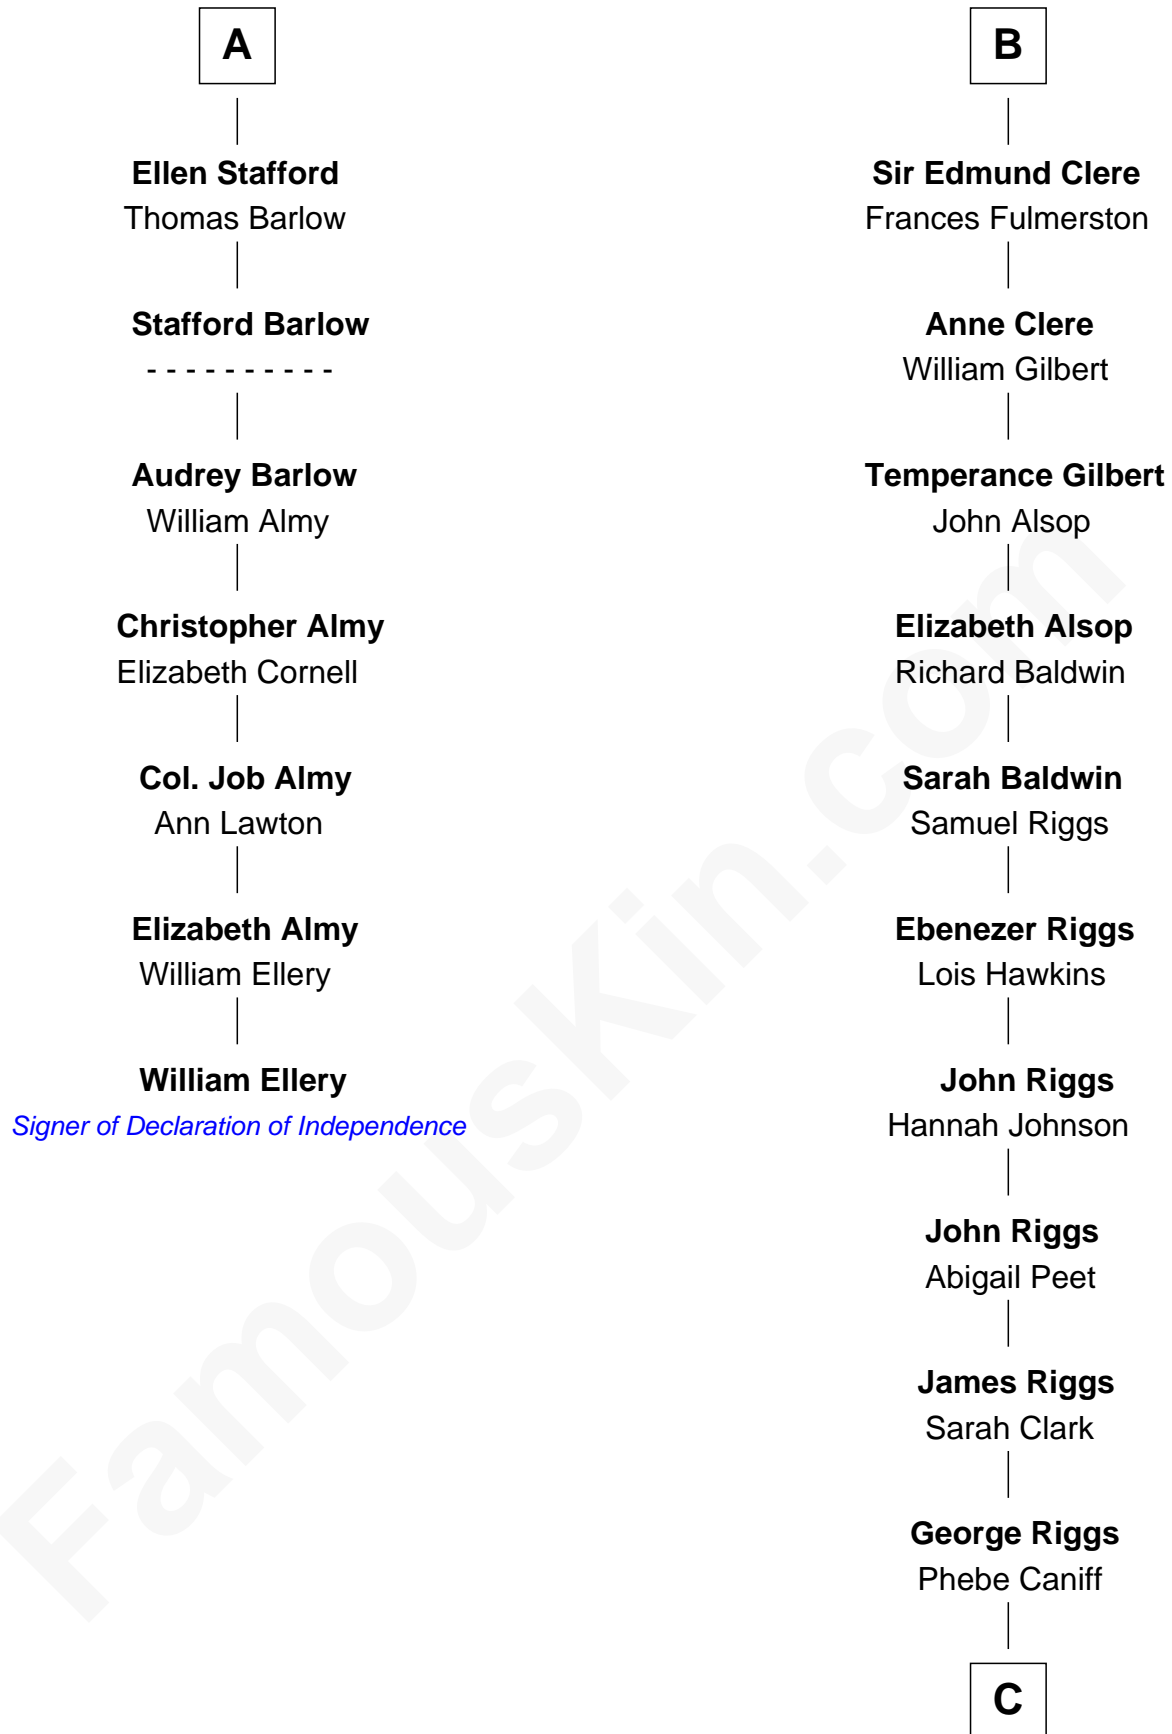 A
Ellen Stafford
Thomas Barlow
Stafford Barlow
- - - - - - - - - -
Audrey Barlow
William Almy
Christopher Almy
Elizabeth Cornell
Col. Job Almy
Ann Lawton
Elizabeth Almy
William Ellery
William Ellery
Signer of Declaration of Independence
B
Sir Edmund Clere
Frances Fulmerston
Anne Clere
William Gilbert
Temperance Gilbert
John Alsop
Elizabeth Alsop
Richard Baldwin
Sarah Baldwin
Samuel Riggs
Ebenezer Riggs
Lois Hawkins
John Riggs
Hannah Johnson
John Riggs
Abigail Peet
James Riggs
Sarah Clark
George Riggs
Phebe Caniff
C
FamousKin.com